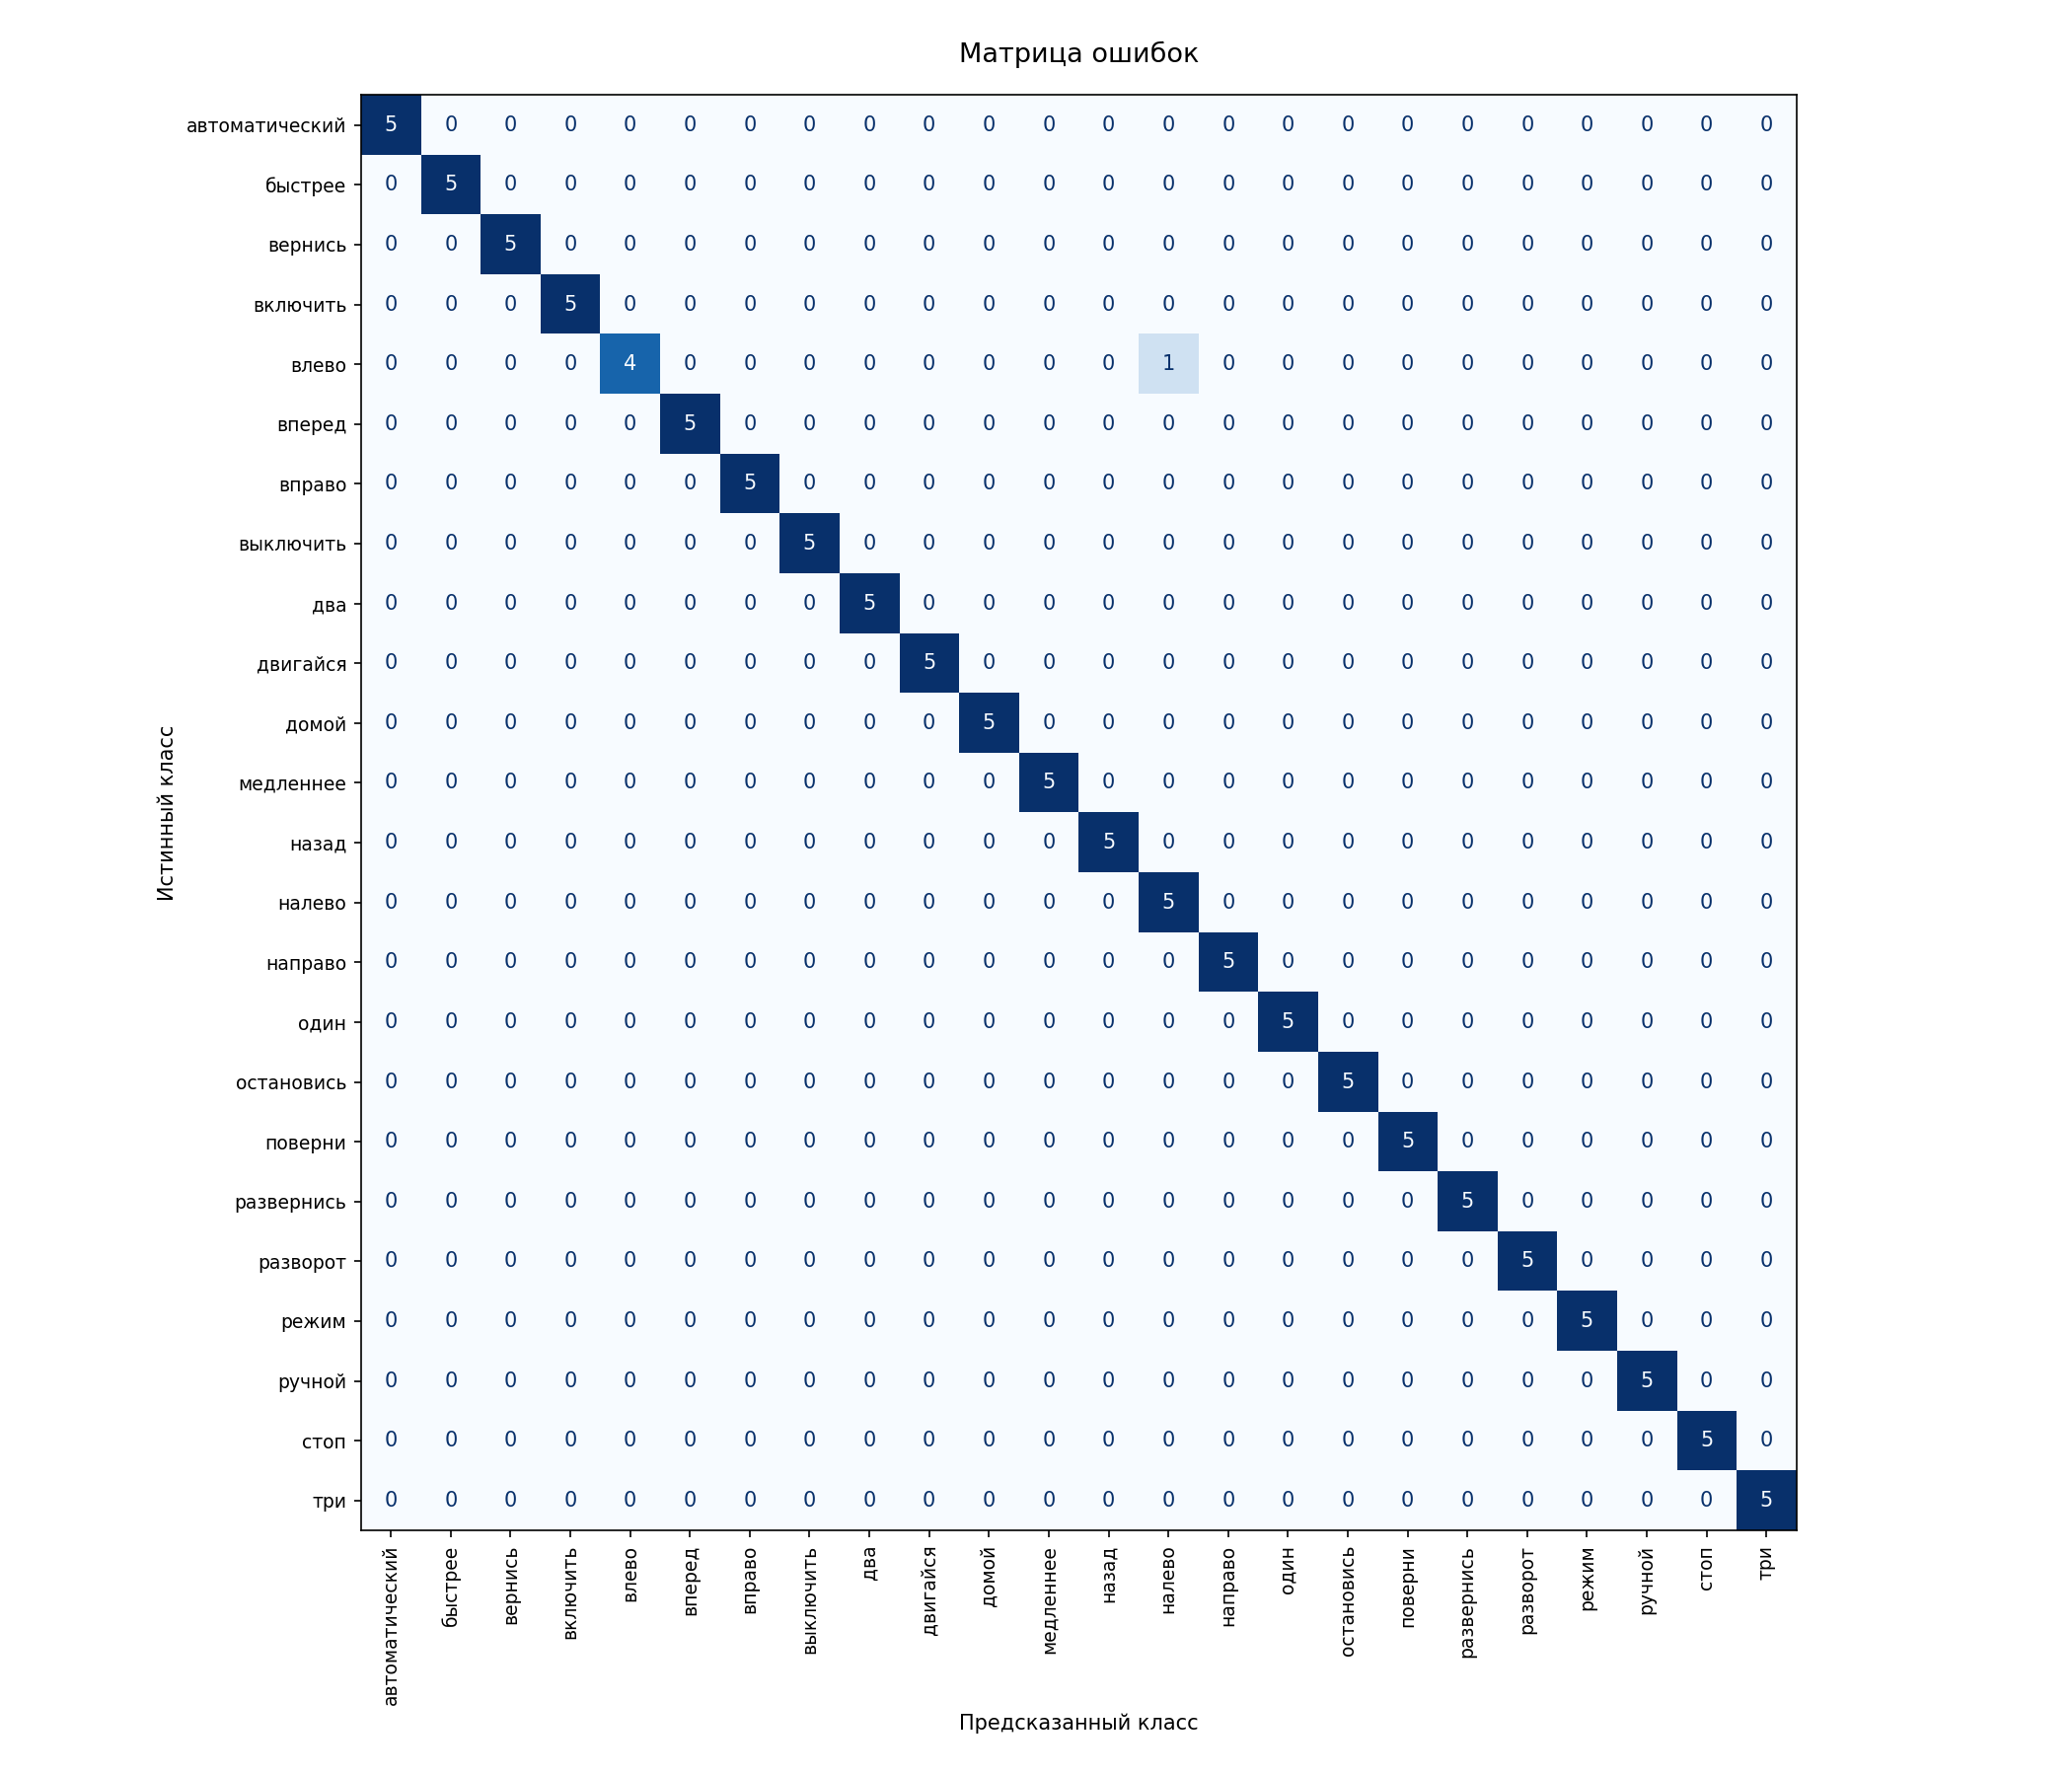 Матрица ошибок
автоматический 5 0 0 0 0 0 0 0 0 0 0 0 0 0 0 0 0 0 0 0 0 0 0 0
быстрее 0 5 0 0 0 0 0 0 0 0 0 0 0 0 0 0 0 0 0 0 0 0 0 0
вернись 0 0 5 0 0 0 0 0 0 0 0 0 0 0 0 0 0 0 0 0 0 0 0 0
включить 0 0 0 5 0 0 0 0 0 0 0 0 0 0 0 0 0 0 0 0 0 0 0 0
влево 0 0 0 0 4 0 0 0 0 0 0 0 0 1 0 0 0 0 0 0 0 0 0 0
вперед 0 0 0 0 0 5 0 0 0 0 0 0 0 0 0 0 0 0 0 0 0 0 0 0
вправо 0 0 0 0 0 0 5 0 0 0 0 0 0 0 0 0 0 0 0 0 0 0 0 0
выключить 0 0 0 0 0 0 0 5 0 0 0 0 0 0 0 0 0 0 0 0 0 0 0 0
два 0 0 0 0 0 0 0 0 5 0 0 0 0 0 0 0 0 0 0 0 0 0 0 0
двигайся 0 0 0 0 0 0 0 0 0 5 0 0 0 0 0 0 0 0 0 0 0 0 0 0
домой 0 0 0 0 0 0 0 0 0 0 5 0 0 0 0 0 0 0 0 0 0 0 0 0
медленнее 0 0 0 0 0 0 0 0 0 0 0 5 0 0 0 0 0 0 0 0 0 0 0 0
назад 0 0 0 0 0 0 0 0 0 0 0 0 5 0 0 0 0 0 0 0 0 0 0 0
налево 0 0 0 0 0 0 0 0 0 0 0 0 0 5 0 0 0 0 0 0 0 0 0 0
направо 0 0 0 0 0 0 0 0 0 0 0 0 0 0 5 0 0 0 0 0 0 0 0 0
один 0 0 0 0 0 0 0 0 0 0 0 0 0 0 0 5 0 0 0 0 0 0 0 0
остановись 0 0 0 0 0 0 0 0 0 0 0 0 0 0 0 0 5 0 0 0 0 0 0 0
поверни 0 0 0 0 0 0 0 0 0 0 0 0 0 0 0 0 0 5 0 0 0 0 0 0
развернись 0 0 0 0 0 0 0 0 0 0 0 0 0 0 0 0 0 0 5 0 0 0 0 0
разворот 0 0 0 0 0 0 0 0 0 0 0 0 0 0 0 0 0 0 0 5 0 0 0 0
режим 0 0 0 0 0 0 0 0 0 0 0 0 0 0 0 0 0 0 0 0 5 0 0 0
ручной 0 0 0 0 0 0 0 0 0 0 0 0 0 0 0 0 0 0 0 0 0 5 0 0
стоп 0 0 0 0 0 0 0 0 0 0 0 0 0 0 0 0 0 0 0 0 0 0 5 0
три 0 0 0 0 0 0 0 0 0 0 0 0 0 0 0 0 0 0 0 0 0 0 0 5
Истинный класс
автоматический
быстрее
вернись
включить
влево
вперед
вправо
выключить
два
двигайся
домой
медленнее
назад
налево
направо
один
остановись
поверни
развернись
разворот
режим
ручной
стоп
три
Предсказанный класс